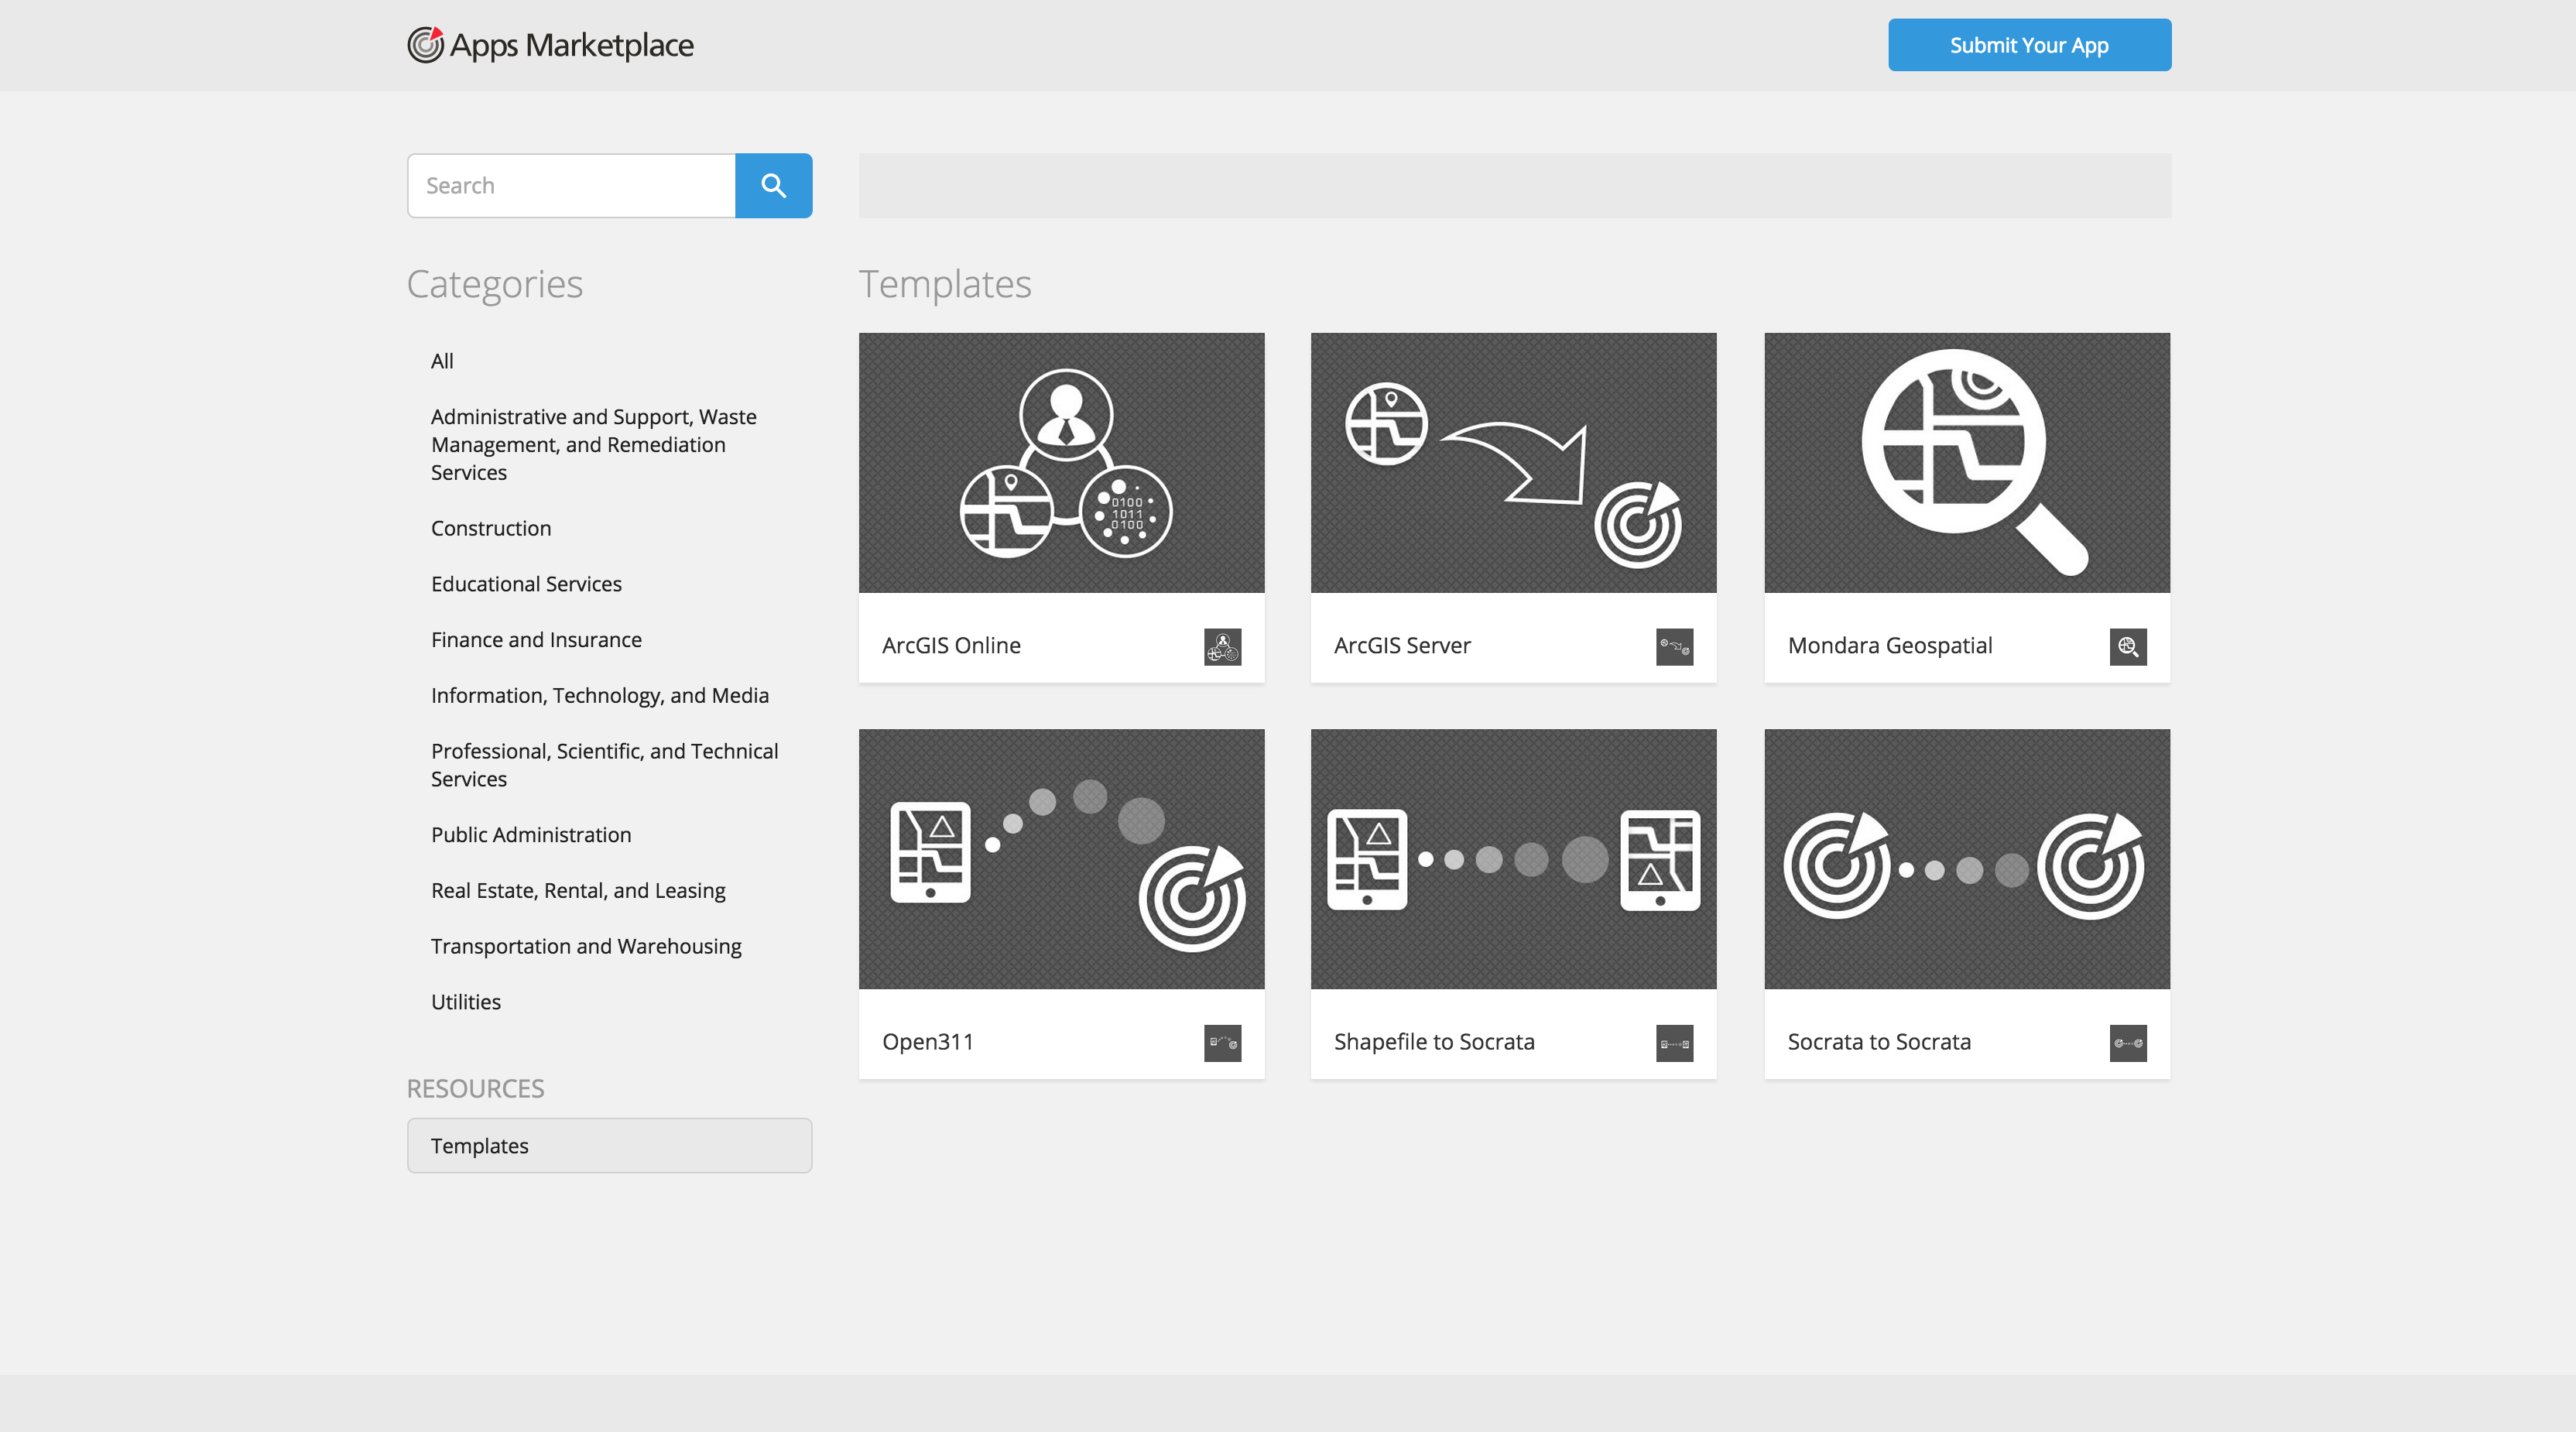 Apps Marketplace
Submit Your App
Search
Categories
All
Administrative and Support, Waste
Management, and Remediation
Services
Construction
Educational Services
Finance and Insurance
Information, Technology, and Media
Professional, Scientific, and Technical
Services
Public Administration
Real Estate, Rental, and Leasing
Transportation and Warehousing
Utilities
RESOURCES
Templates
Templates
0100
1011
0100
ArcGIS Online
ArcGIS Server
Mondara Geospatial
Open311
Shapefile to Socrata
Socrata to Socrata